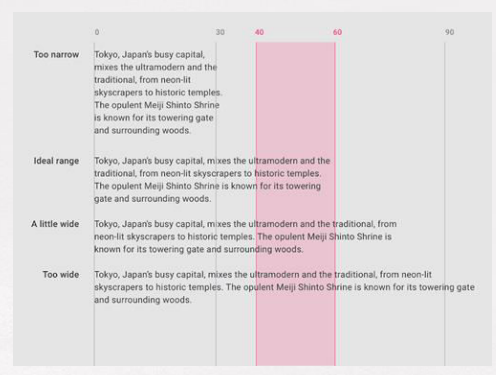 0 30 40 60 90
Too narrow Tokyo, Japan's busy capital,
mixes the ultramodern and the
traditional, from neon-lit
skyscrapers to historic temples.
The opulent Meiji Shinto Shrine
is known for its towering gate
and surrounding woods.
Ideal range Tokyo, Japan's busy capital, mixes the ultramodern and the
traditional, from neon-lit skyscrapers to historic temples.
The opulent Meiji Shinto Shrine is known for its towering
gate and surrounding woods.
A little wide Tokyo, Japan's busy capital, mixes the ultramodern and the traditional, from
neon-lit skyscrapers to historic temples. The opulent Meiji Shinto Shrine is
known for its towering gate and surrounding woods.
Too wide Tokyo, Japan's busy capital, mixes the ultramodern and the traditional, from neon-lit
skyscrapers to historic temples. The opulent Meiji Shinto Shrine is known for its towering gate
and surrounding woods.